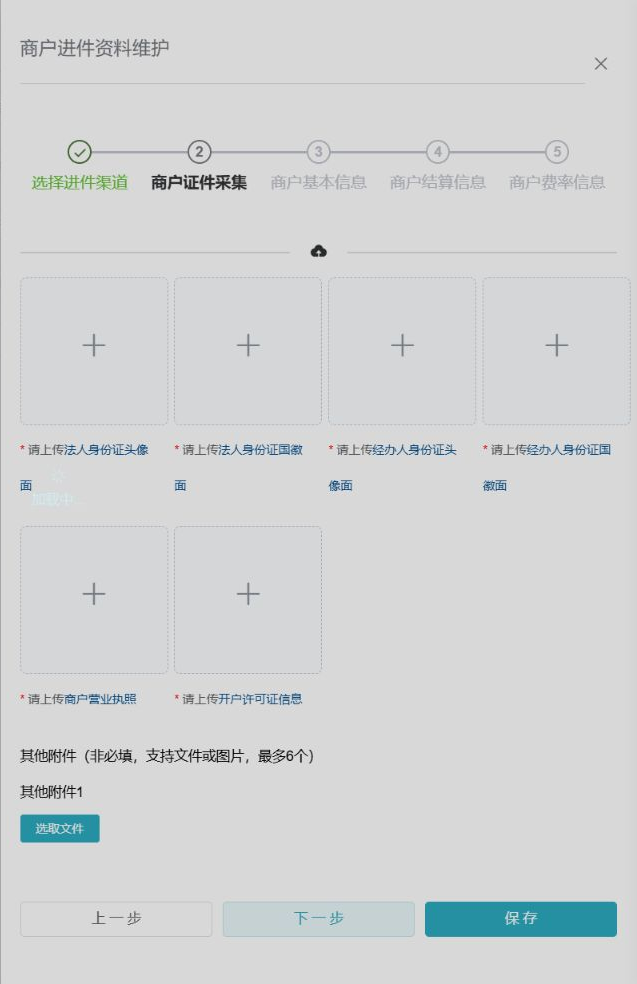 商户进件资料维护
2 3 4 5
选择进件渠道 商户证件采集 商户基本信息 商户结算信息 商户费率信息
* 请上传法人身份证头像面
* 请上传法人身份证国徽面
* 请上传经办人身份证头像面
* 请上传经办人身份证国徽面
加载中...
* 请上传商户营业执照
* 请上传开户许可证信息
其他附件（非必填，支持文件或图片，最多6个）
其他附件1
选取文件
上一步 下一步 保存